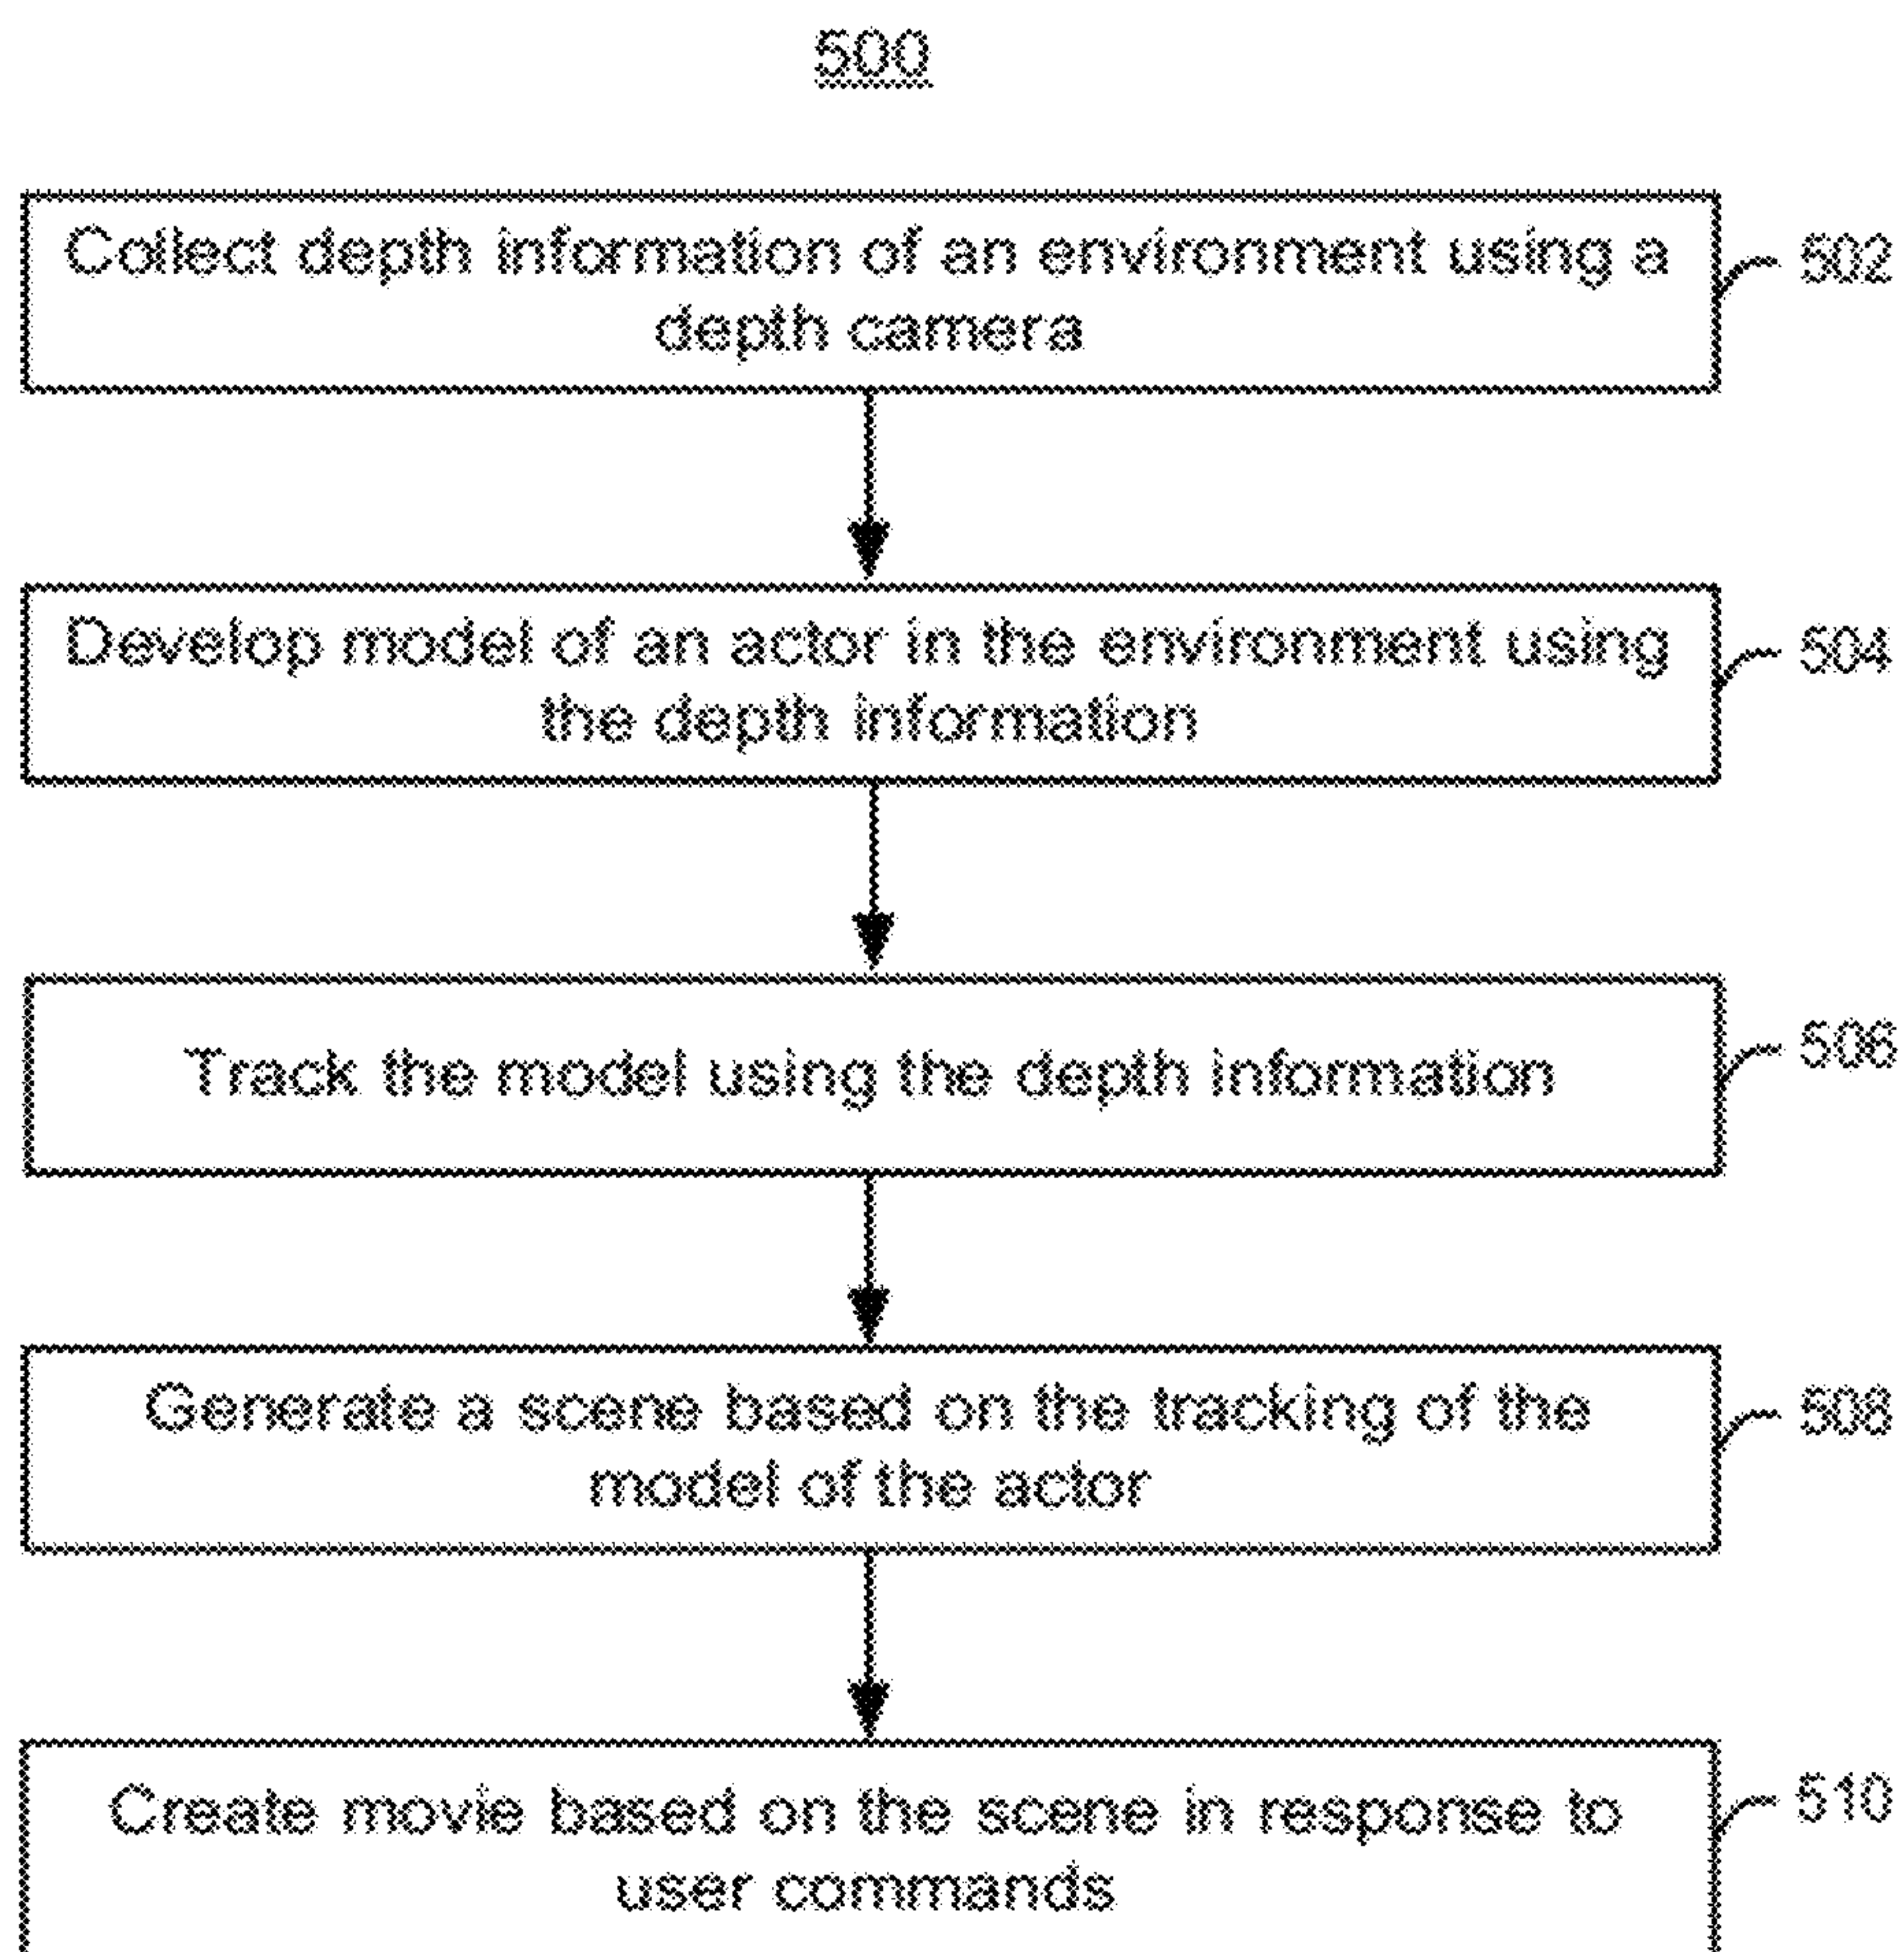 500
Collect depth information of an environment using a
depth camera
502
Develop model of an actor in the environment using
the depth information
504
Track the model using the depth information
506
Generate a scene based on the tracking of the
model of the actor
508
Create movie based on the scene in response to
user commands
510